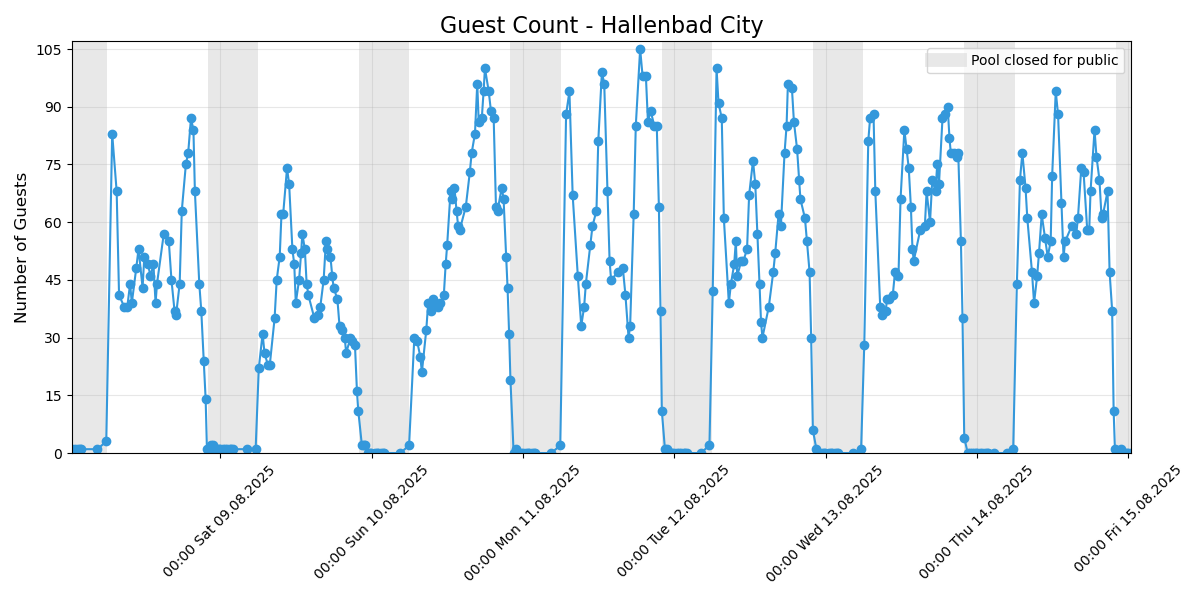 Guest Count - Hallenbad City
Pool closed for public
Number of Guests
105
90
75
60
45
30
15
0
00:00 Sat 09.08.2025
00:00 Sun 10.08.2025
00:00 Mon 11.08.2025
00:00 Tue 12.08.2025
00:00 Wed 13.08.2025
00:00 Thu 14.08.2025
00:00 Fri 15.08.2025